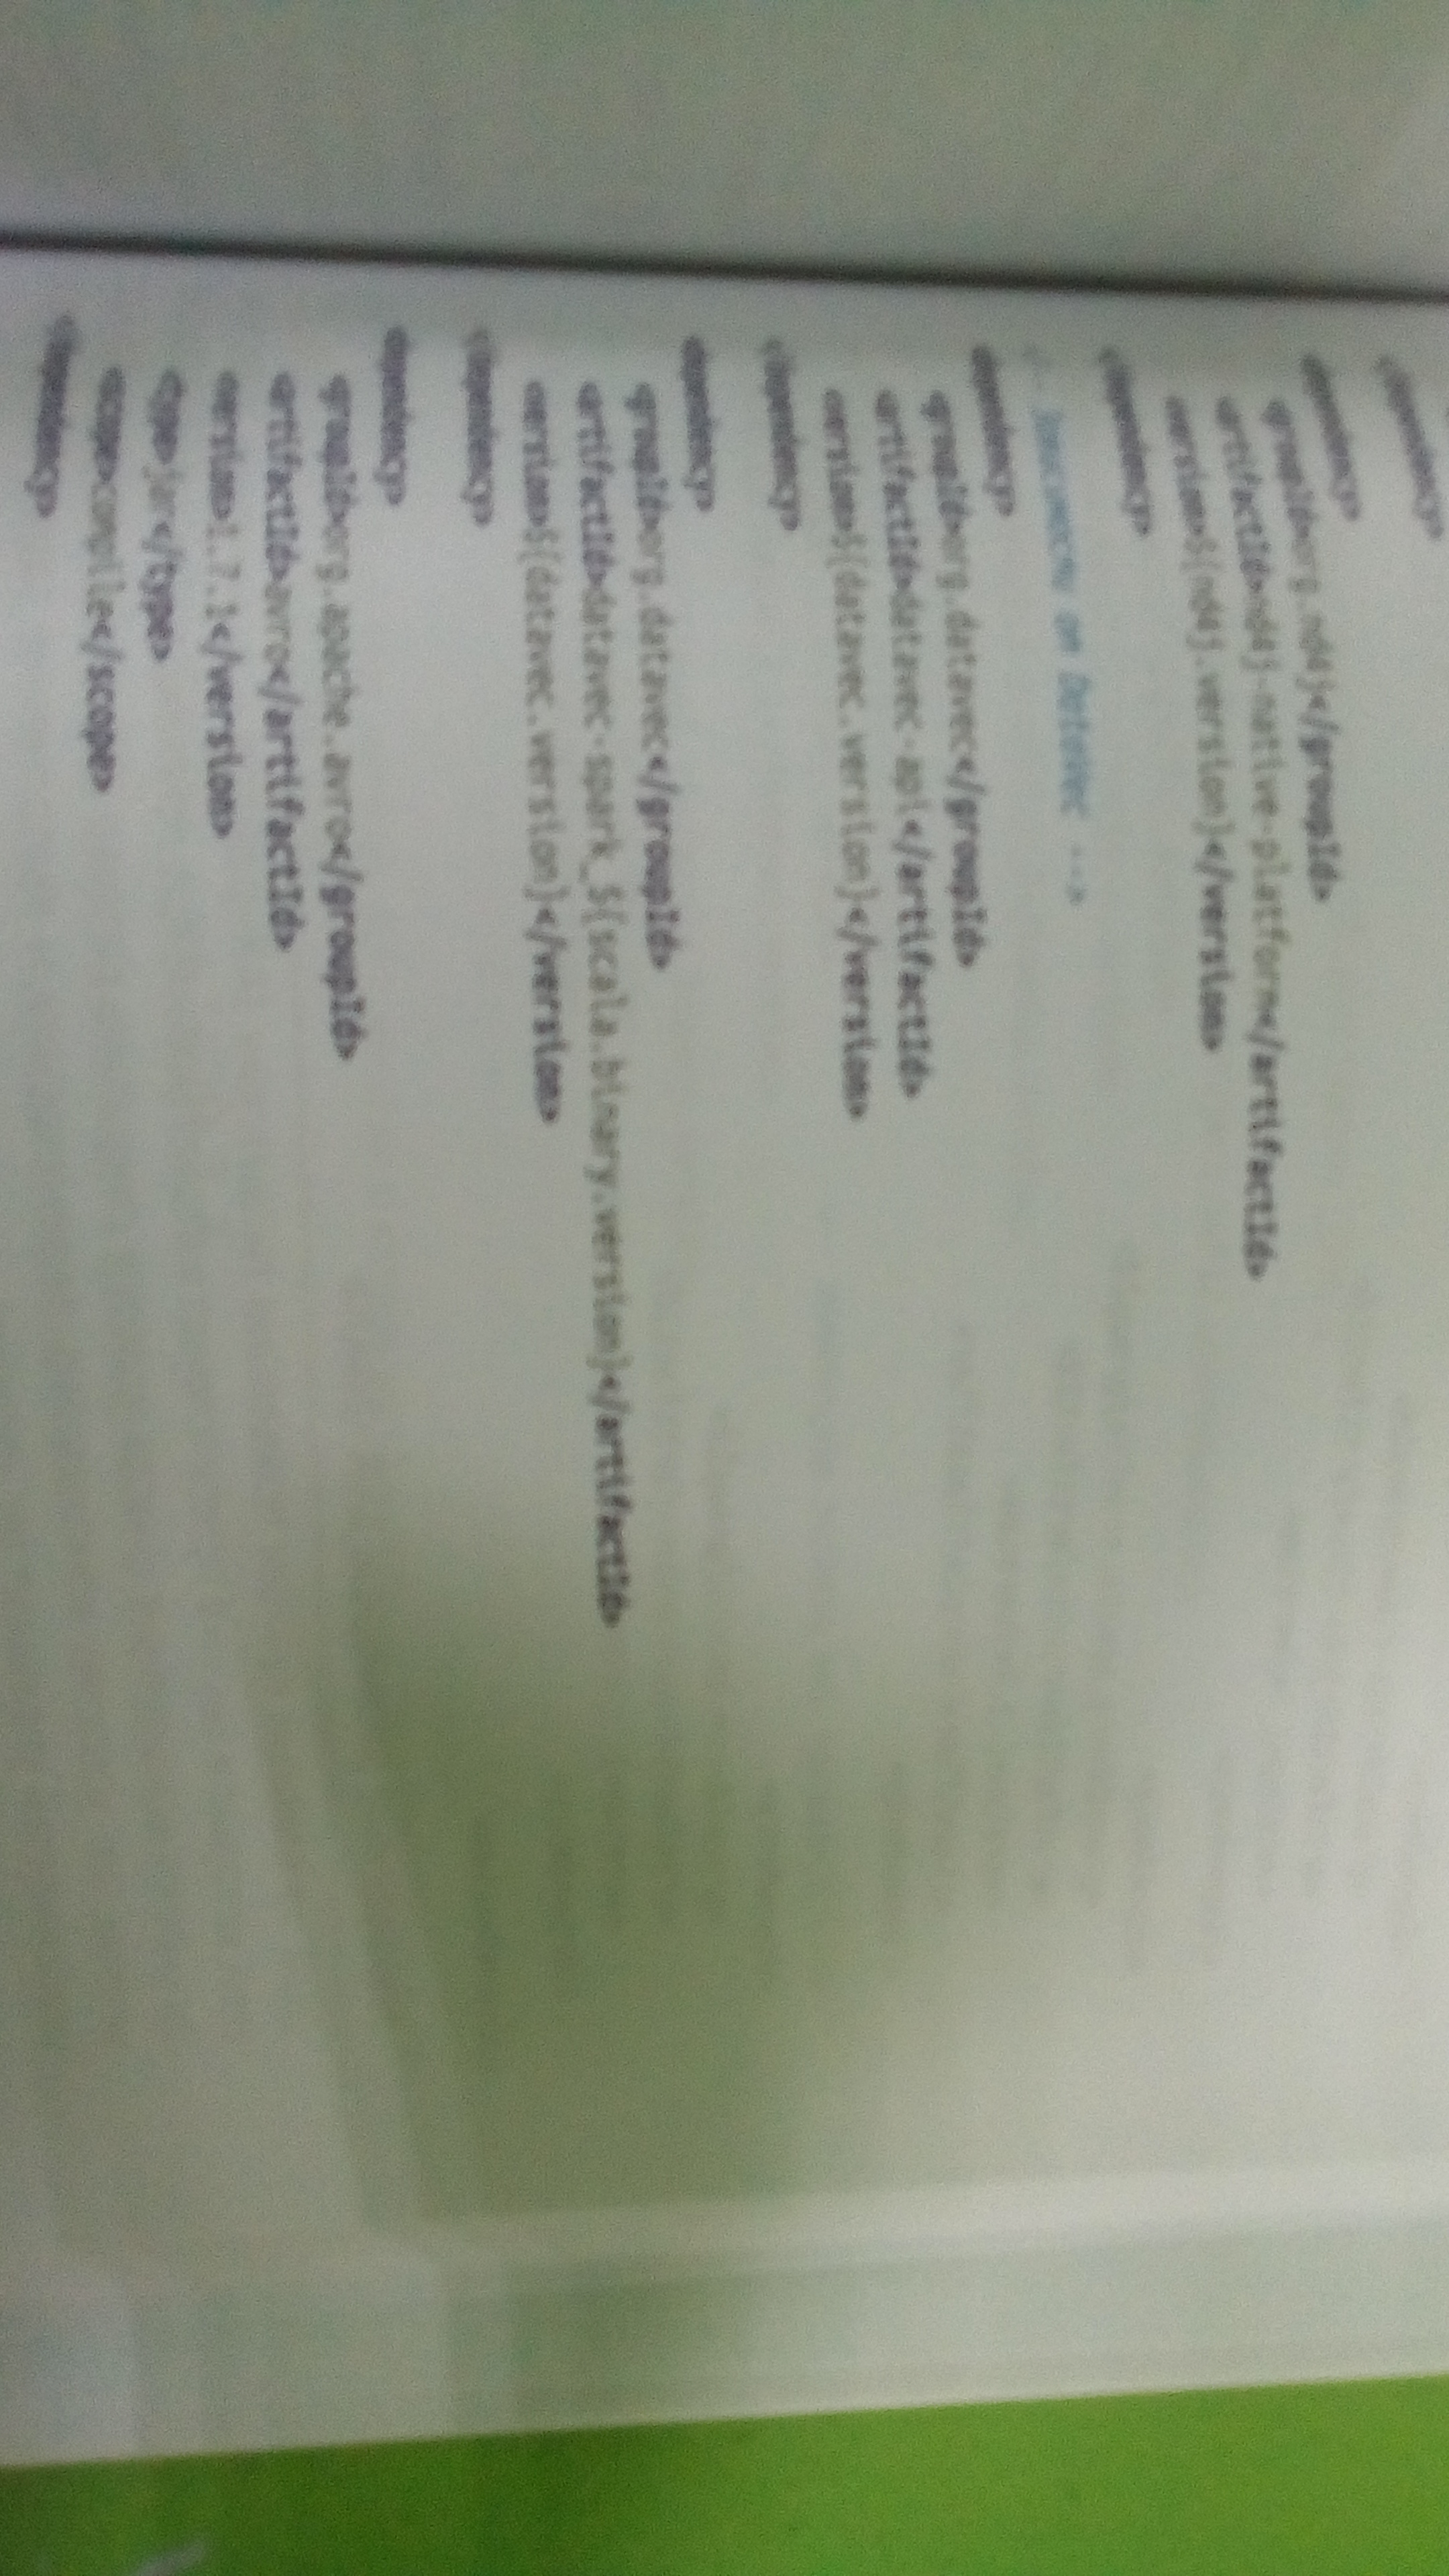 </dependency>
<dependency>
<groupId>org.nd4j</groupId>
<artifactId>nd4j-native-platform</artifactId>
<version>${nd4j.version}</version>
</dependency>
<!-- Зависимости от DataVec -->
<dependency>
<groupId>org.datavec</groupId>
<artifactId>datavec-api</artifactId>
<version>${datavec.version}</version>
</dependency>
<dependency>
<groupId>org.datavec</groupId>
<artifactId>datavec-spark_${scala.binary.version}</artifactId>
<version>${datavec.version}</version>
</dependency>
<dependency>
<groupId>org.apache.avro</groupId>
<artifactId>avro</artifactId>
<version>1.7.1</version>
<type>jar</type>
<scope>compile</scope>
</dependency>